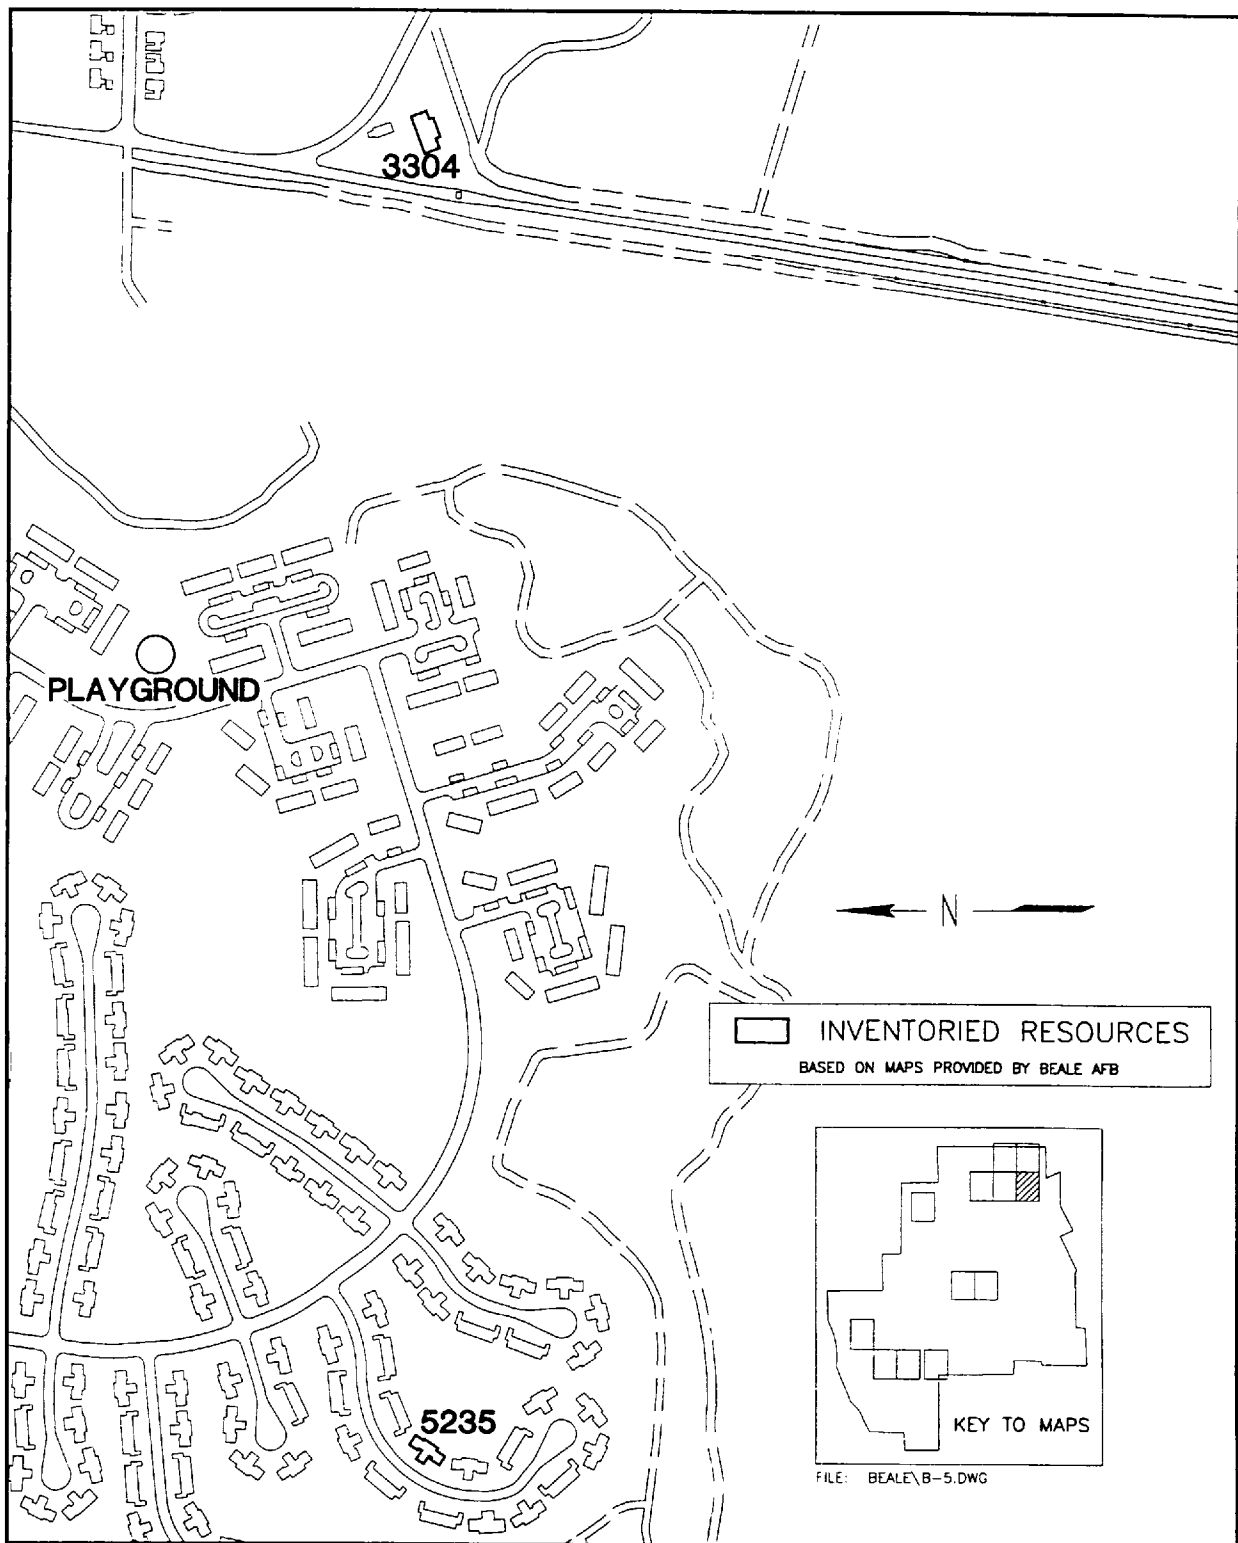 3304
PLAYGROUND
N
INVENTORIED RESOURCES
BASED ON MAPS PROVIDED BY BEALE AFB
5235
KEY TO MAPS
FILE: BEALE\B-5.DWG